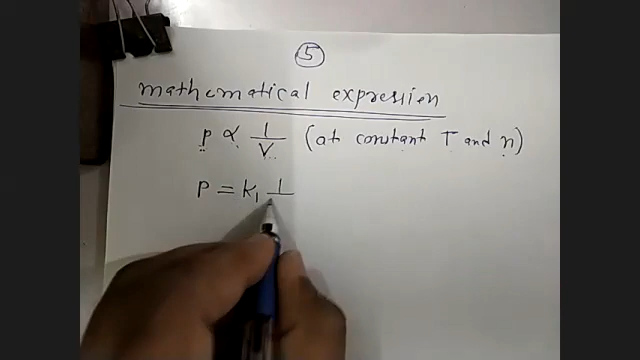 5
mathematical expression
p ∝ 1/V (at constant T and n)
P = K₁ 1/